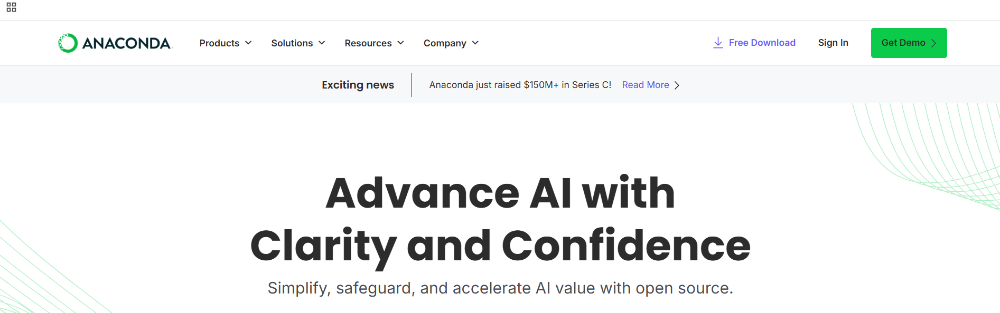 ANACONDA.
Products
Solutions
Resources
Company
Free Download
Sign In
Get Demo
Exciting news
Anaconda just raised $150M+ in Series C! Read More
Advance AI with
Clarity and Confidence
Simplify, safeguard, and accelerate AI value with open source.